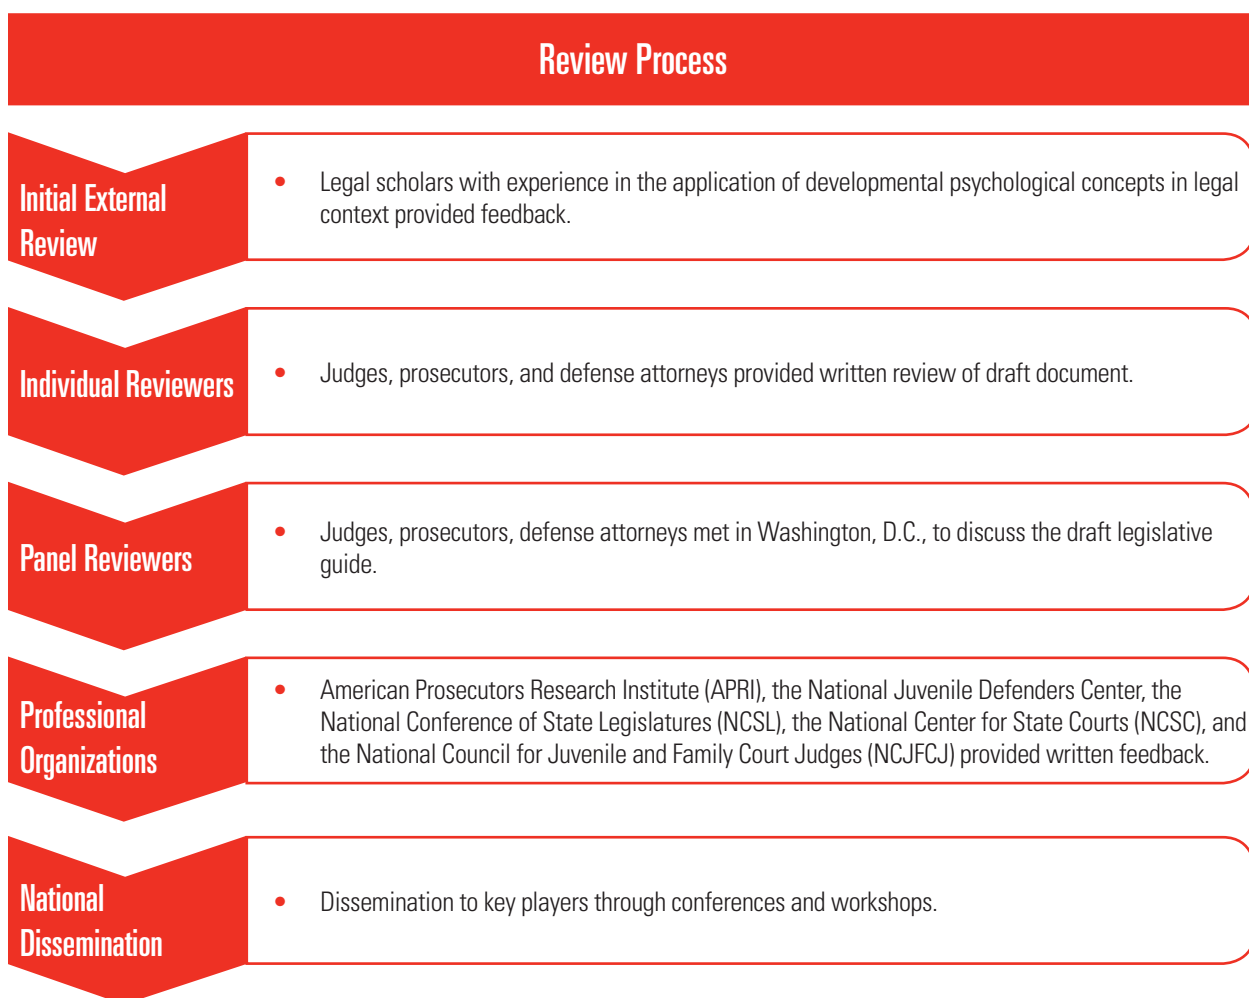 Review Process
Initial External
Review
• Legal scholars with experience in the application of developmental psychological concepts in legal
context provided feedback.
Individual Reviewers
• Judges, prosecutors, and defense attorneys provided written review of draft document.
Panel Reviewers
• Judges, prosecutors, defense attorneys met in Washington, D.C., to discuss the draft legislative
guide.
Professional
Organizations
• American Prosecutors Research Institute (APRI), the National Juvenile Defenders Center, the
National Conference of State Legislatures (NCSL), the National Center for State Courts (NCSC), and
the National Council for Juvenile and Family Court Judges (NCJFCJ) provided written feedback.
National
Dissemination
• Dissemination to key players through conferences and workshops.